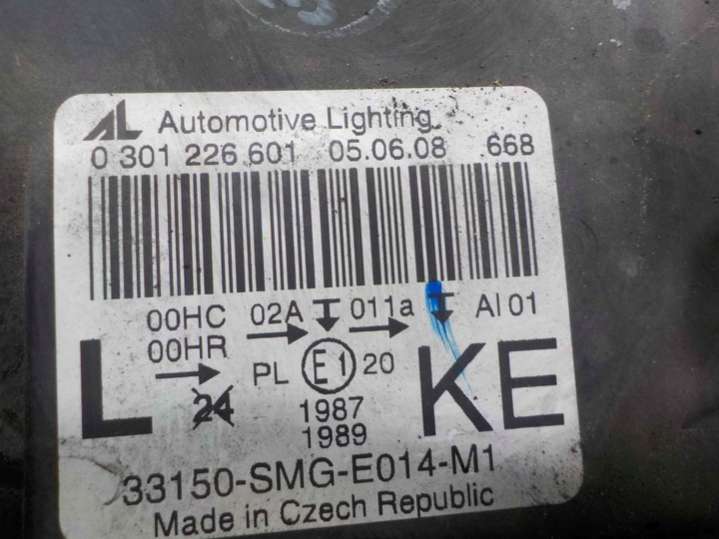 AL Automotive Lighting
0 301 226 601 05.06.08 668
00HC 02A 011a AI 01
00HR
L PL E1 20 KE
24
1987
1989
33150-SMG-E014-M1
Made in Czech Republic